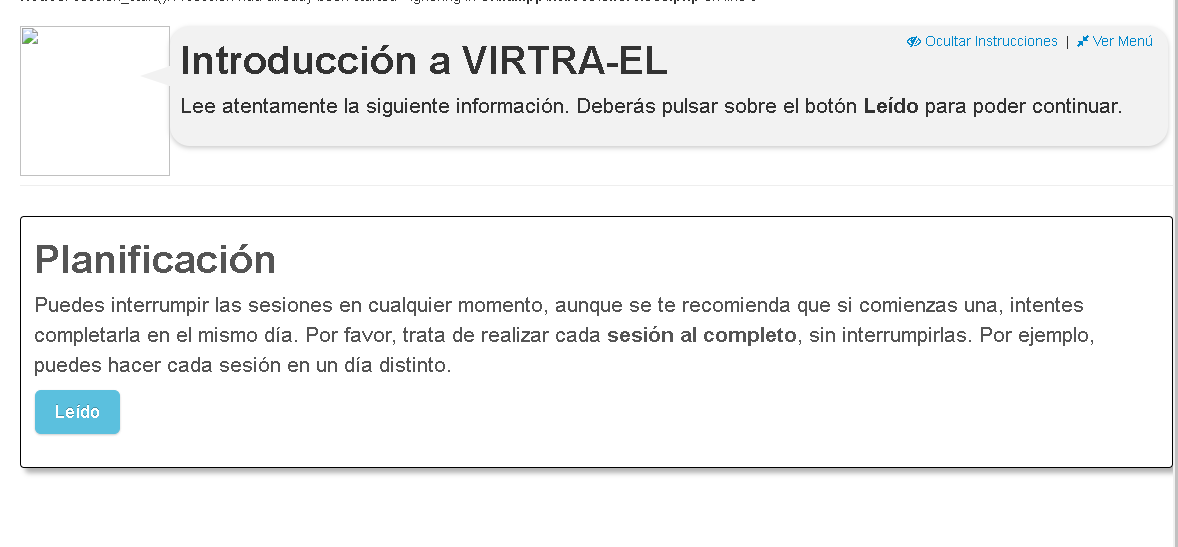 Ocultar Instrucciones | Ver Menú
Introducción a VIRTRA-EL
Lee atentamente la siguiente información. Deberás pulsar sobre el botón Leído para poder continuar.
Planificación
Puedes interrumpir las sesiones en cualquier momento, aunque se te recomienda que si comienzas una, intentes
completarla en el mismo día. Por favor, trata de realizar cada sesión al completo, sin interrumpirlas. Por ejemplo,
puedes hacer cada sesión en un día distinto.
Leído